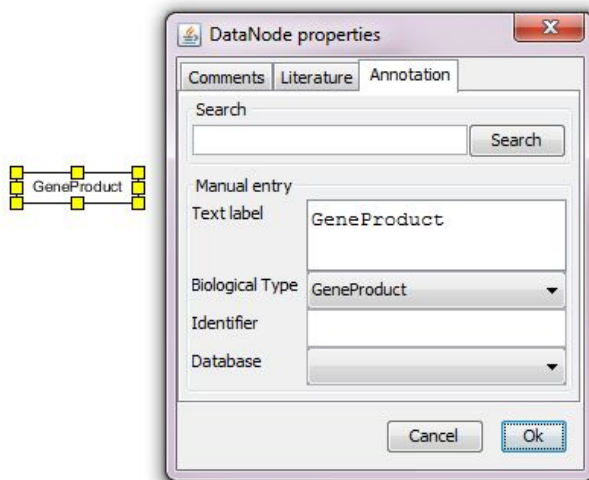 DataNode properties
Comments Literature Annotation
Search
Search
GeneProduct
Manual entry
Text label GeneProduct
Biological Type GeneProduct
Identifier
Database
Cancel Ok